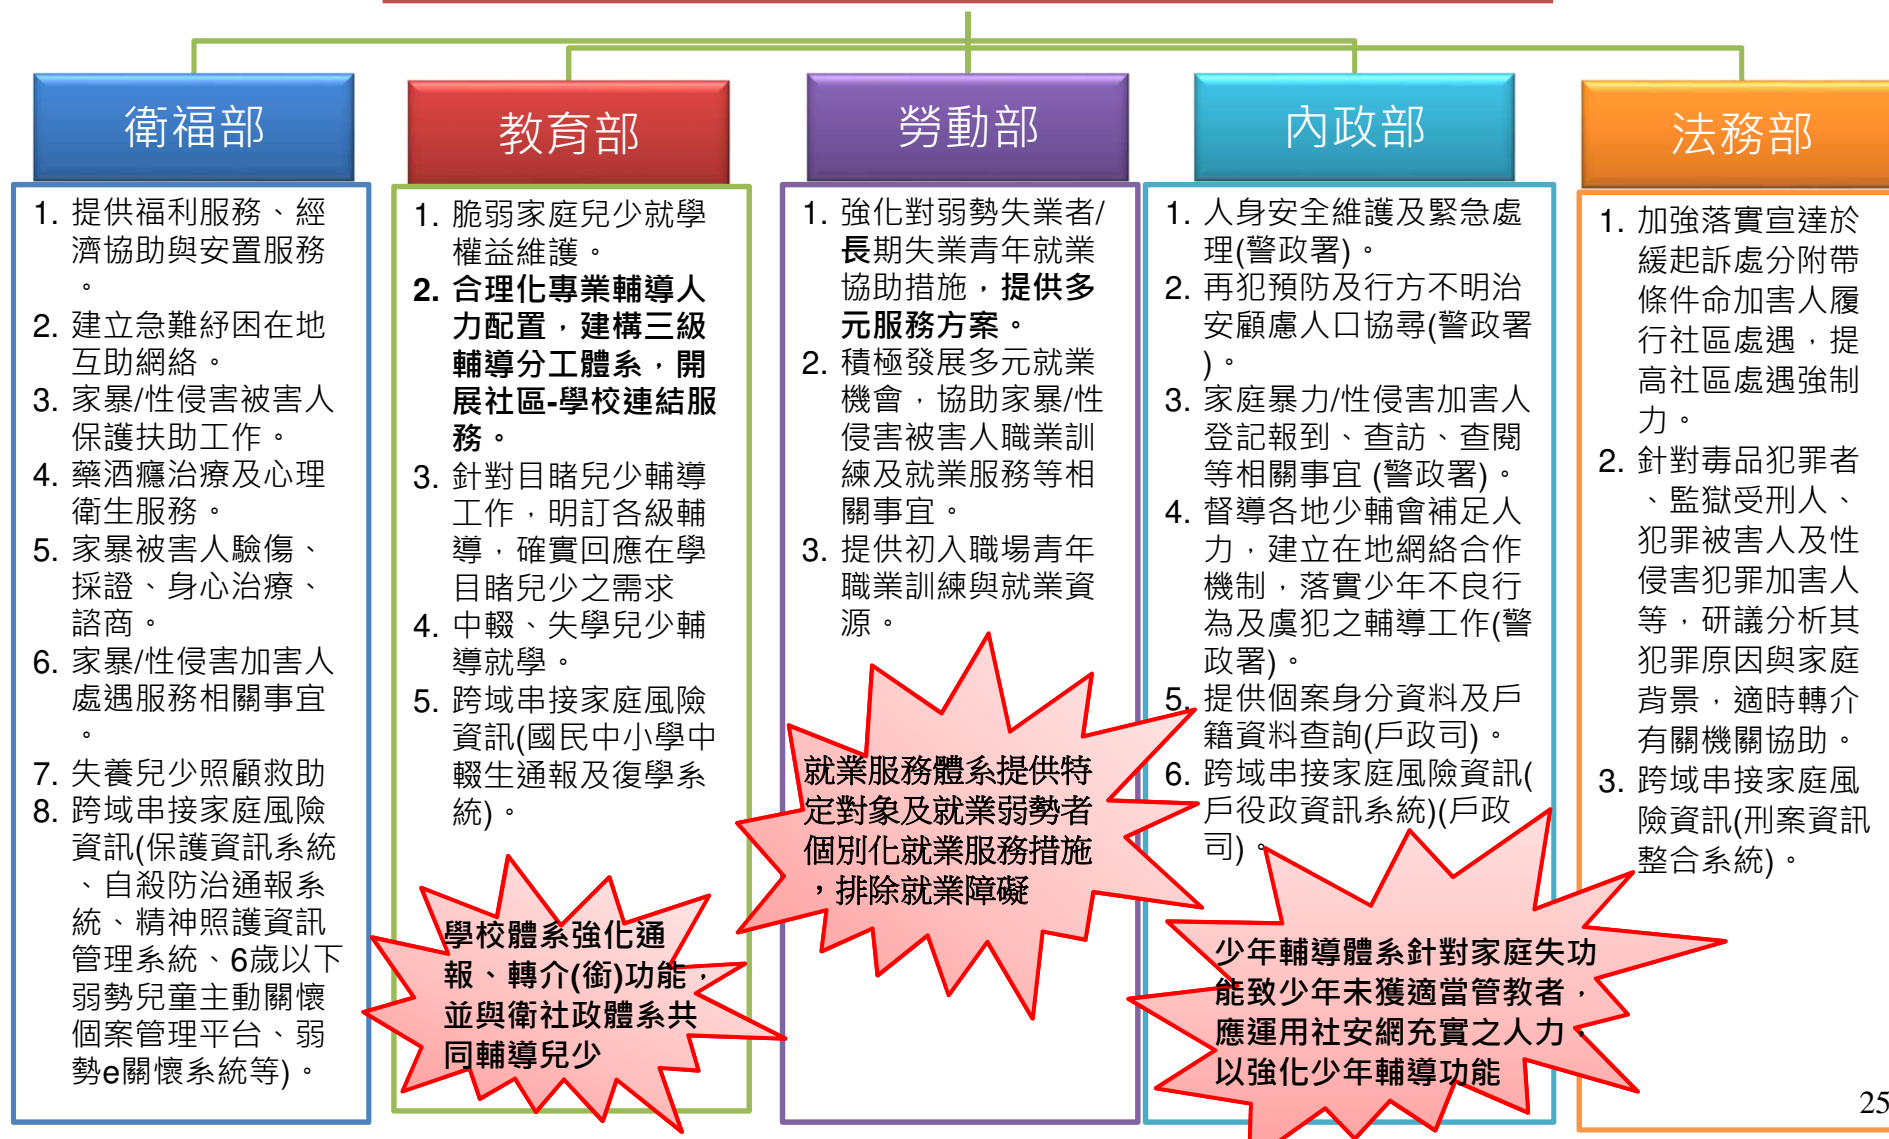 衛福部
1. 提供福利服務、經
濟協助與安置服務
。
2. 建立急難紓困在地
互助網絡。
3. 家暴/性侵害被害人
保護扶助工作。
4. 藥酒癮治療及心理
衛生服務。
5. 家暴被害人驗傷、
採證、身心治療、
諮商。
6. 家暴/性侵害加害人
處遇服務相關事宜
。
7. 失養兒少照顧救助
8. 跨域串接家庭風險
資訊(保護資訊系統
、自殺防治通報系
統、精神照護資訊
管理系統、6歲以下
弱勢兒童主動關懷
個案管理平台、弱
勢e關懷系統等)。
教育部
1. 脆弱家庭兒少就學
權益維護。
2. 合理化專業輔導人
力配置，建構三級
輔導分工體系，開
展社區-學校連結服
務。
3. 針對目睹兒少輔導
工作，明訂各級輔
導，確實回應在學
目睹兒少之需求
4. 中輟、失學兒少輔
導就學。
5. 跨域串接家庭風險
資訊(國民中小學中
輟生通報及復學系
統)。
學校體系強化通
報、轉介(銜)功能，
並與衛社政體系共
同輔導兒少
勞動部
1. 強化對弱勢失業者/
長期失業青年就業
協助措施，提供多
元服務方案。
2. 積極發展多元就業
機會，協助家暴/性
侵害被害人職業訓
練及就業服務等相
關事宜。
3. 提供初入職場青年
職業訓練與就業資
源。
就業服務體系提供特
定對象及就業弱勢者
個別化就業服務措施
，排除就業障礙
內政部
1. 人身安全維護及緊急處
理(警政署)。
2. 再犯預防及行方不明治
安顧慮人口協尋(警政署
)。
3. 家庭暴力/性侵害加害人
登記報到、查訪、查閱
等相關事宜 (警政署)。
4. 督導各地少輔會補足人
力，建立在地網絡合作
機制，落實少年不良行
為及虞犯之輔導工作(警
政署)。
5. 提供個案身分資料及戶
籍資料查詢(戶政司)。
6. 跨域串接家庭風險資訊(
戶役政資訊系統)(戶政
司)。
少年輔導體系針對家庭失功
能致少年未獲適當管教者，
應運用社安網充實之人力，
以強化少年輔導功能
法務部
1. 加強落實宣達於
緩起訴處分附帶
條件命加害人履
行社區處遇，提
高社區處遇強制
力。
2. 針對毒品犯罪者
、監獄受刑人、
犯罪被害人及性
侵害犯罪加害人
等，研議分析其
犯罪原因與家庭
背景，適時轉介
有關機關協助。
3. 跨域串接家庭風
險資訊(刑案資訊
整合系統)。
25